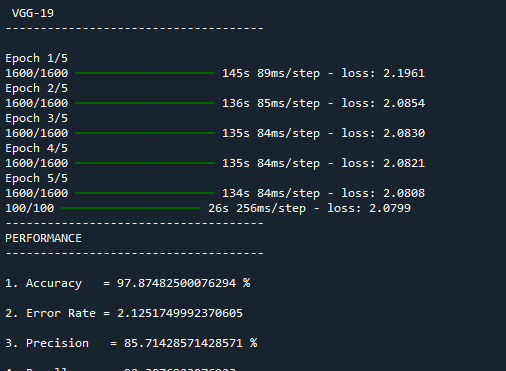 VGG-19
-------------------------------------
Epoch 1/5
1600/1600 ━━━━━━━━━━━━━━━━━━━━ 145s 89ms/step - loss: 2.1961
Epoch 2/5
1600/1600 ━━━━━━━━━━━━━━━━━━━━ 136s 85ms/step - loss: 2.0854
Epoch 3/5
1600/1600 ━━━━━━━━━━━━━━━━━━━━ 135s 84ms/step - loss: 2.0830
Epoch 4/5
1600/1600 ━━━━━━━━━━━━━━━━━━━━ 135s 84ms/step - loss: 2.0821
Epoch 5/5
1600/1600 ━━━━━━━━━━━━━━━━━━━━ 134s 84ms/step - loss: 2.0808
100/100 ━━━━━━━━━━━━━━━━━━━━ 26s 256ms/step - loss: 2.0799
-------------------------------------
PERFORMANCE
-------------------------------------
1. Accuracy   = 97.87482500076294 %
2. Error Rate = 2.1251749992370605
3. Precision   = 85.71428571428571 %